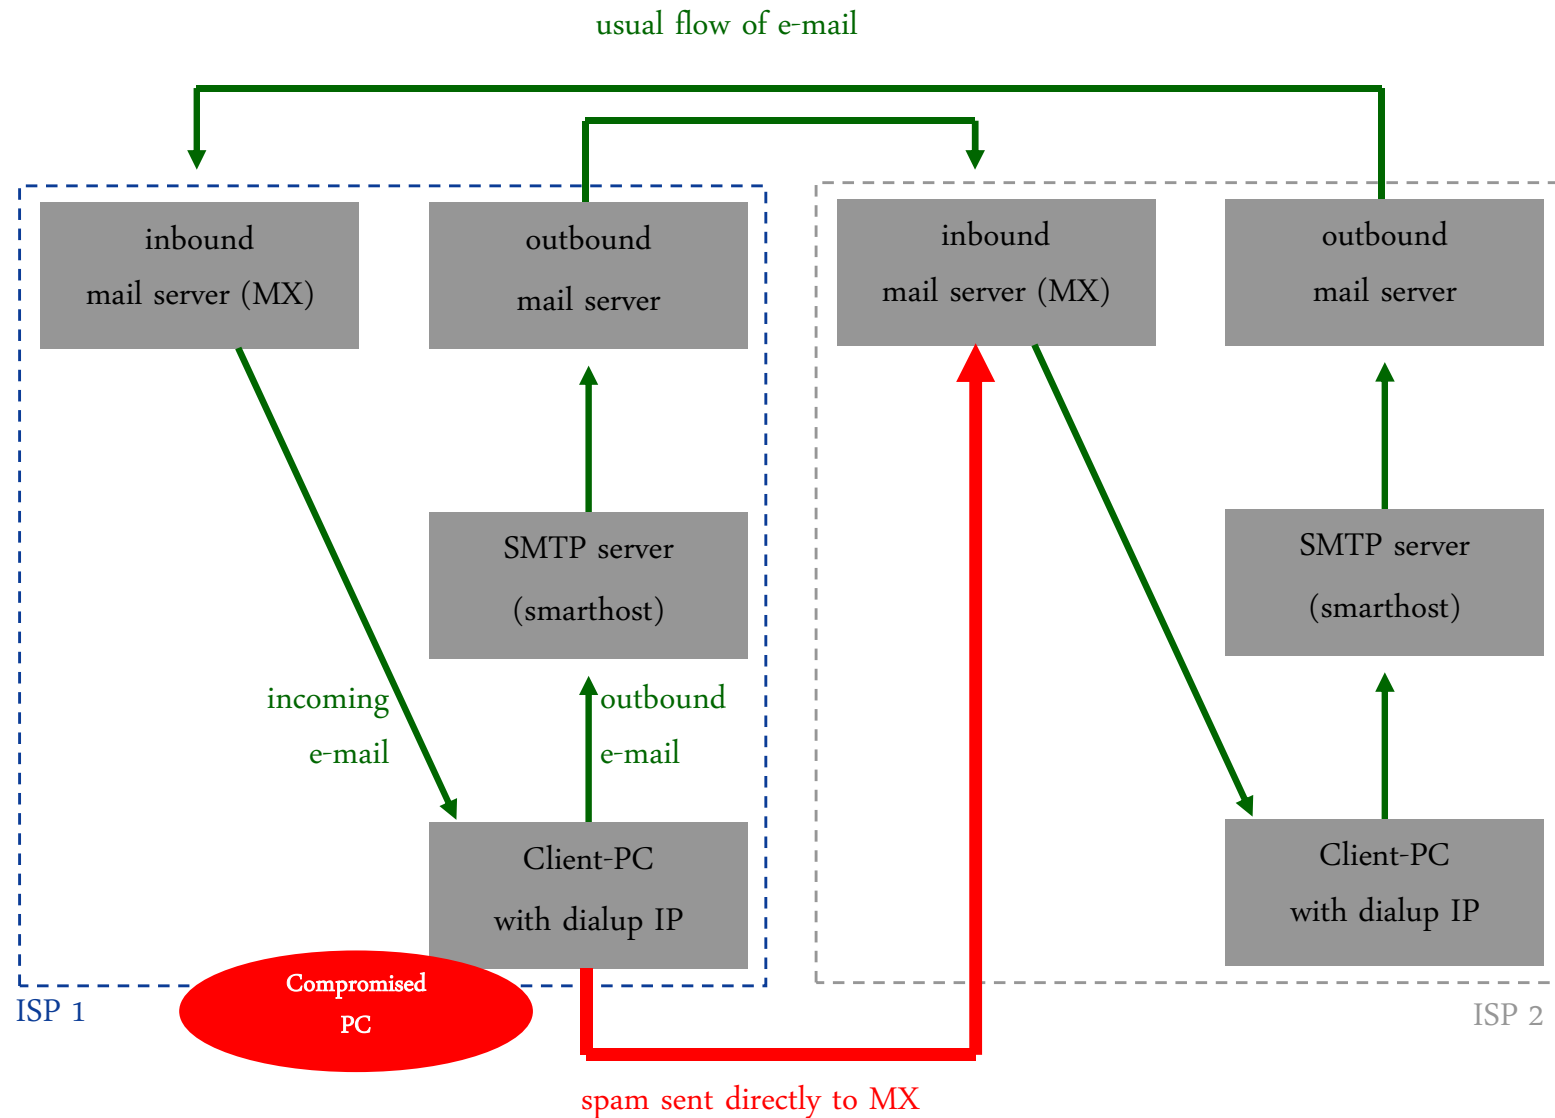 usual flow of e-mail
inbound
mail server (MX)
outbound
mail server
inbound
mail server (MX)
outbound
mail server
SMTP server
(smarthost)
SMTP server
(smarthost)
incoming
e-mail
outbound
e-mail
Client-PC
with dialup IP
Client-PC
with dialup IP
Compromised
PC
ISP 1
ISP 2
spam sent directly to MX